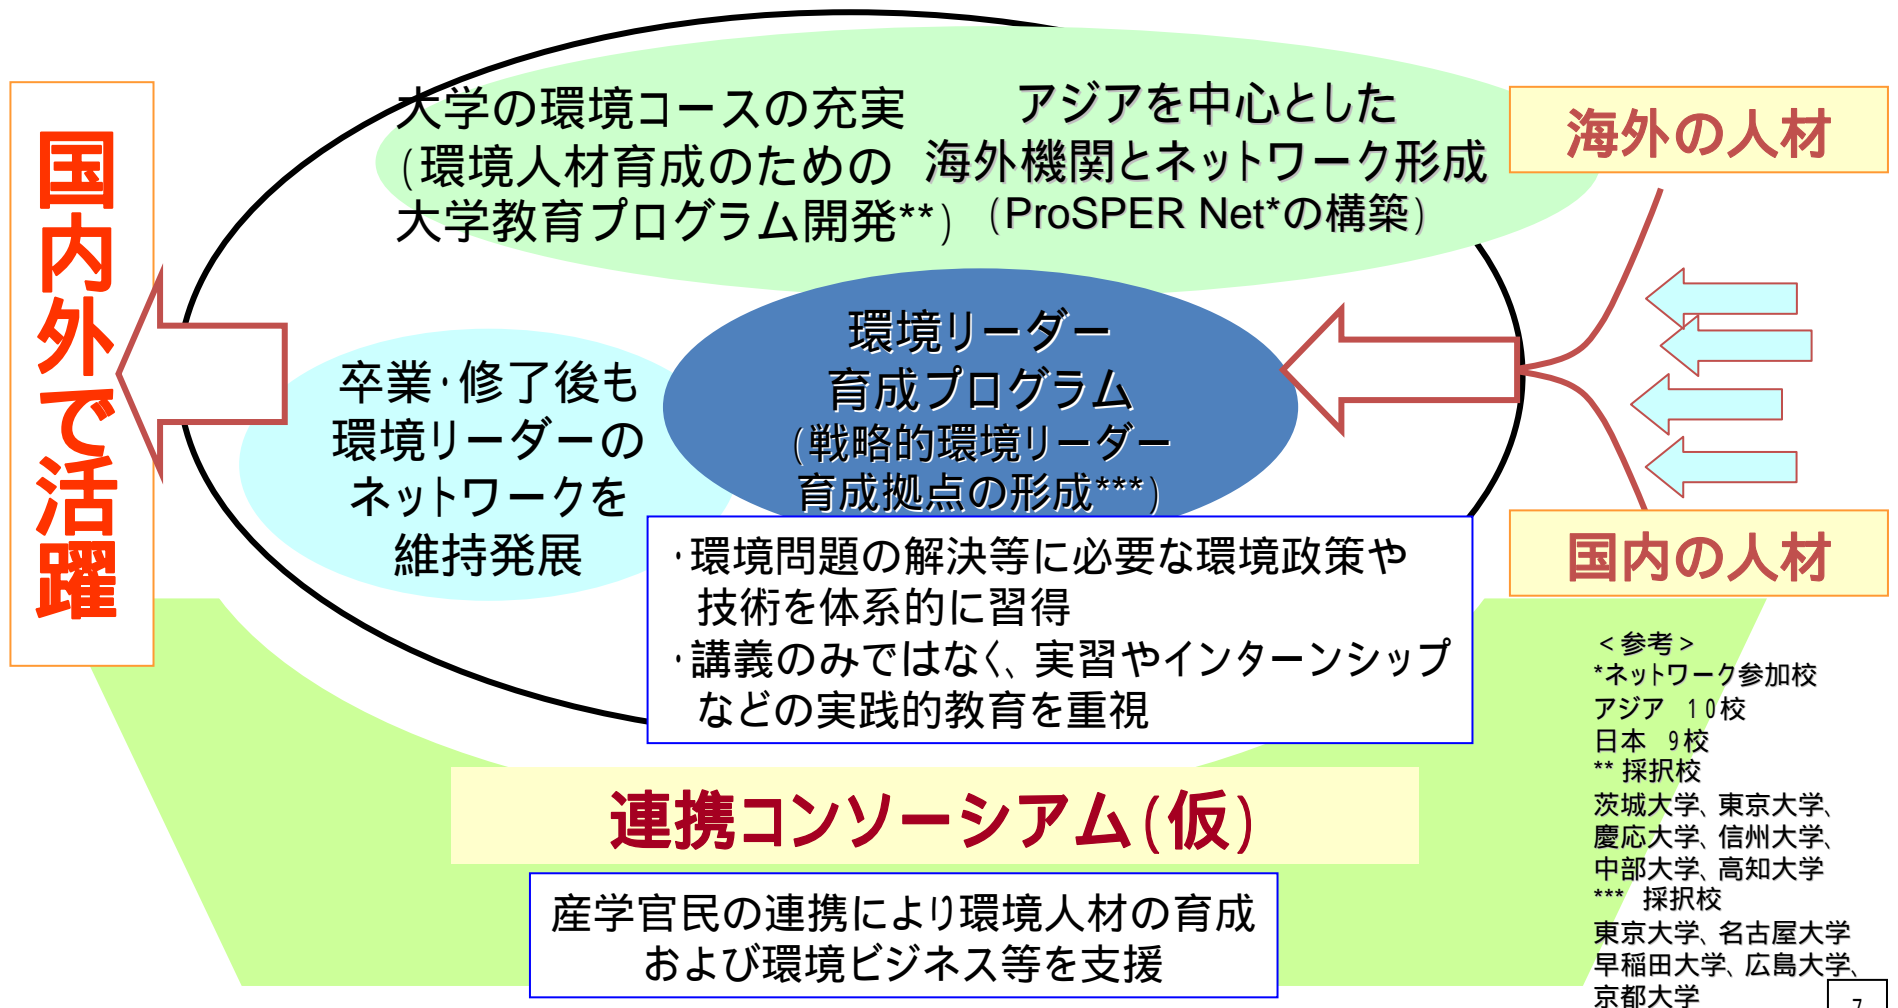 大学の環境コースの充実
(環境人材育成のための
大学教育プログラム開発**)
アジアを中心とした
海外機関とネットワーク形成
(ProSPER Net*の構築)
海外の人材
国内外で活躍
環境リーダー
育成プログラム
(戦略的環境リーダー
育成拠点の形成***)
卒業・修了後も
環境リーダーの
ネットワークを
維持発展
・環境問題の解決等に必要な環境政策や
技術を体系的に習得
・講義のみではなく、実習やインターンシップ
などの実践的教育を重視
国内の人材
連携コンソーシアム(仮)
産学官民の連携により環境人材の育成
および環境ビジネス等を支援
<参考>
*ネットワーク参加校
アジア 10校
日本 9校
** 採択校
茨城大学、東京大学、
慶応大学、信州大学、
中部大学、高知大学
*** 採択校
東京大学、名古屋大学
早稲田大学、広島大学、
京都大学
7